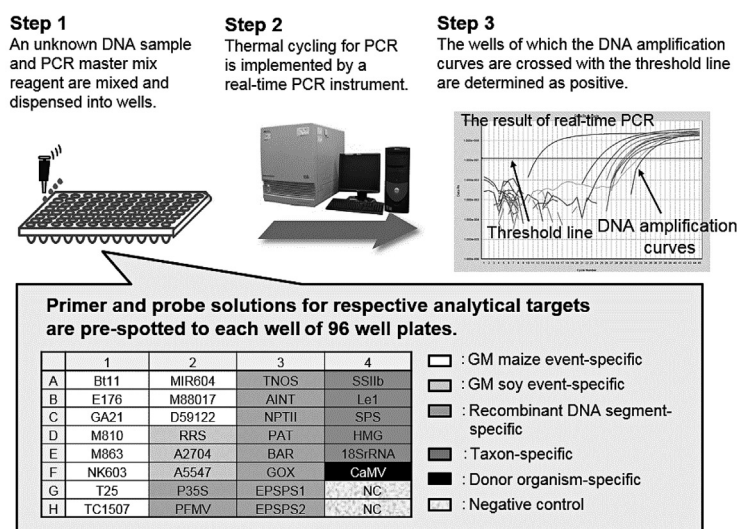 Step 1
An unknown DNA sample
and PCR master mix
reagent are mixed and
dispensed into wells.
Step 2
Thermal cycling for PCR
is implemented by a
real-time PCR instrument.
Step 3
The wells of which the DNA amplification
curves are crossed with the threshold line
are determined as positive.
The result of real-time PCR
Threshold line
DNA amplification
curves
Primer and probe solutions for respective analytical targets
are pre-spotted to each well of 96 well plates.
1 2 3 4
A Bt11 MIR604 TNOS SSIIb
B E176 M88017 AINT Le1
C GA21 D59122 NPTII SPS
D M810 RRS PAT HMG
E M863 A2704 BAR 18SrRNA
F NK603 A5547 GOX CaMV
G T25 P35S EPSPS1 NC
H TC1507 PFMV EPSPS2 NC
: GM maize event-specific
: GM soy event-specific
: Recombinant DNA segment-
specific
: Taxon-specific
: Donor organism-specific
: Negative control